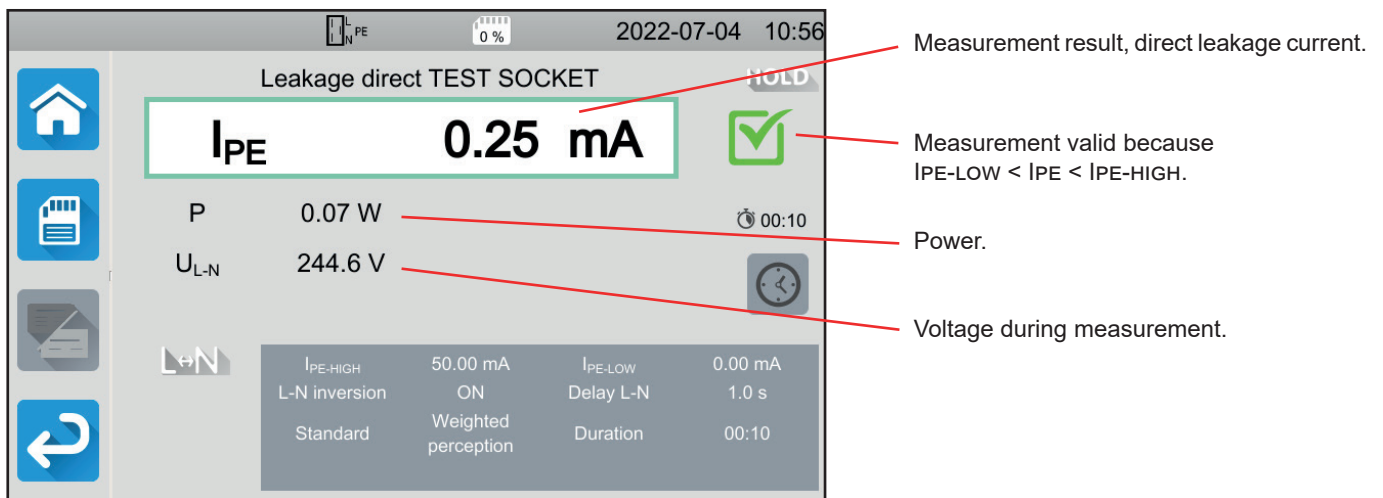 L
N PE
0 %
2022-07-04 10:56
Leakage direct TEST SOCKET
HOLD
IPE 0.25 mA
P 0.07 W
00:10
UL-N 244.6 V
L↔N
IPE-HIGH 50.00 mA IPE-LOW 0.00 mA
L-N inversion ON Delay L-N 1.0 s
Standard Weighted perception Duration 00:10
Measurement result, direct leakage current.
Measurement valid because
IPE-LOW < IPE < IPE-HIGH.
Power.
Voltage during measurement.